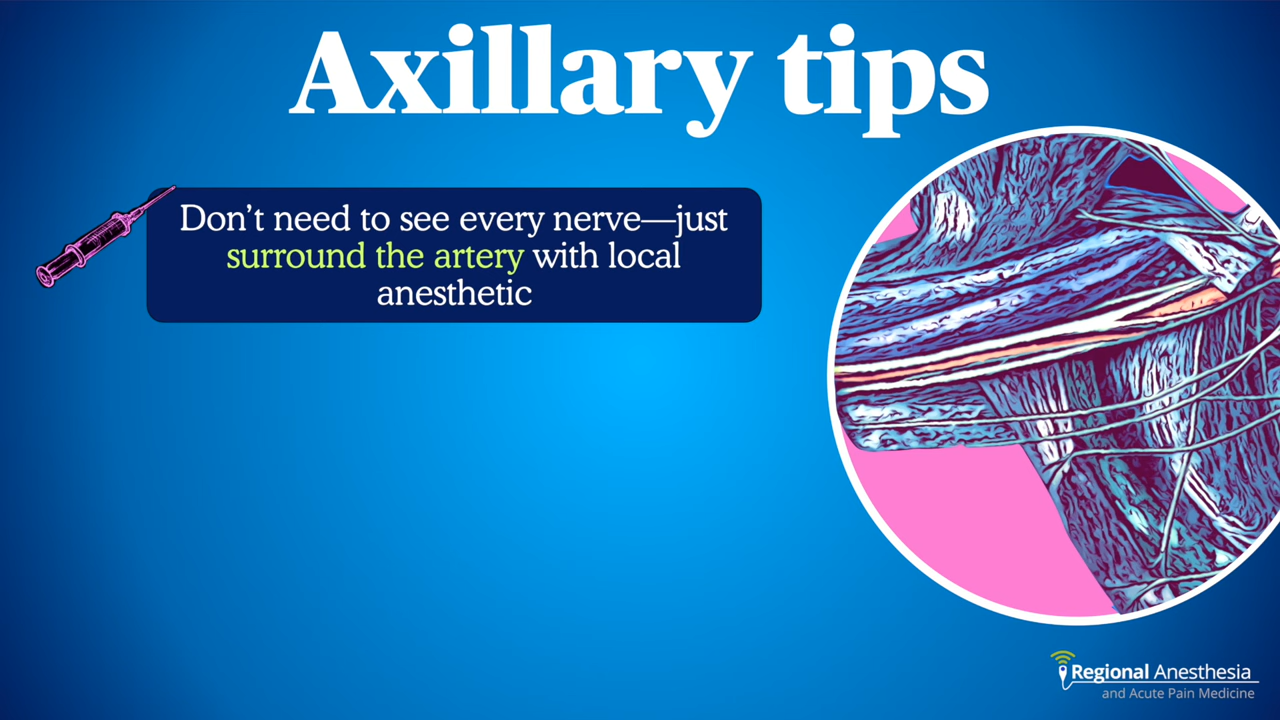 Axillary tips
Don’t need to see every nerve—just
surround the artery with local
anesthetic
Regional Anesthesia
and Acute Pain Medicine